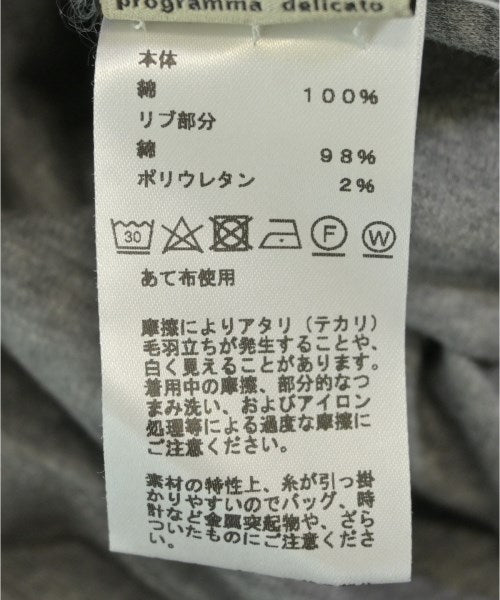 programma delicato
本体
綿 100%
リブ部分
綿 98%
ポリウレタン 2%
30 F W
あて布使用
摩擦によりアタリ（テカリ）
毛羽立ちが発生することや、
白く見えることがあります。
着用中の摩擦、部分的なつ
まみ洗い、およびアイロン
処理等による過度な摩擦に
ご注意ください。
素材の特性上、糸が引っ掛
かりやすいのでバッグ、時
計など金属突起物や、ざら
ついたものにご注意くださ
い。